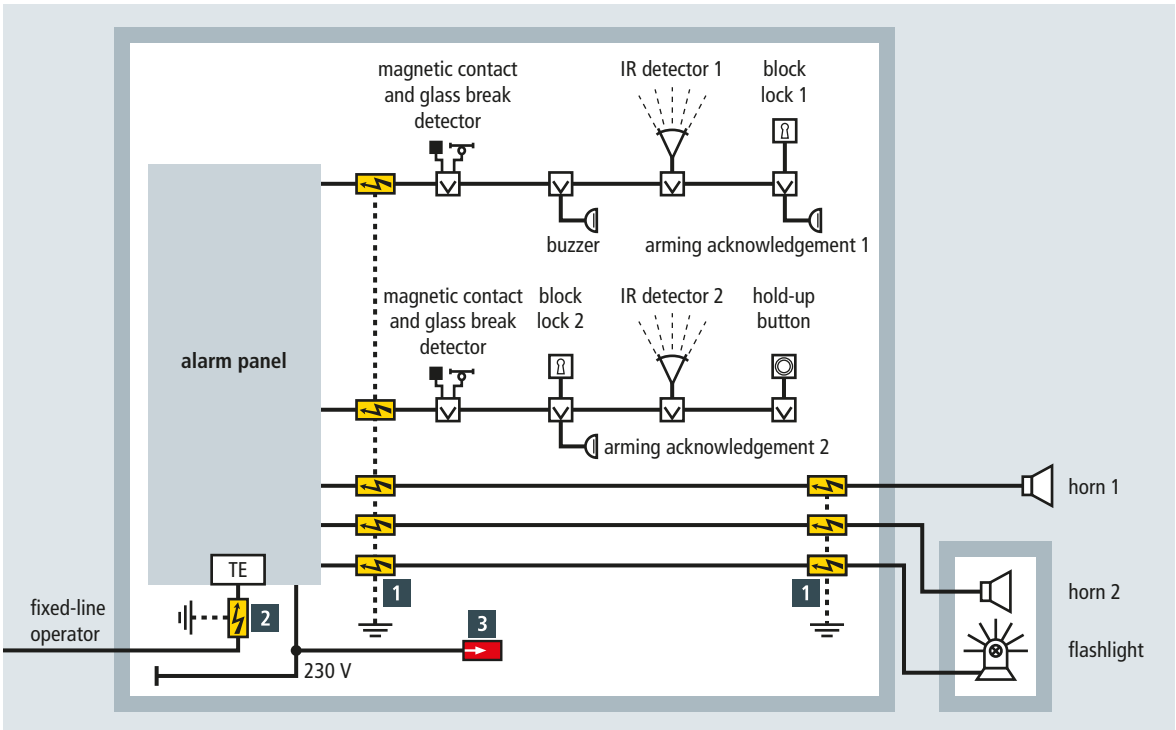 magnetic contact
and glass break
detector
IR detector 1
block
lock 1
buzzer
arming acknowledgement 1
magnetic contact
and glass break
detector
block
lock 2
IR detector 2
hold-up
button
alarm panel
arming acknowledgement 2
horn 1
TE
1
1
horn 2
fixed-line
operator
2
3
flashlight
230 V